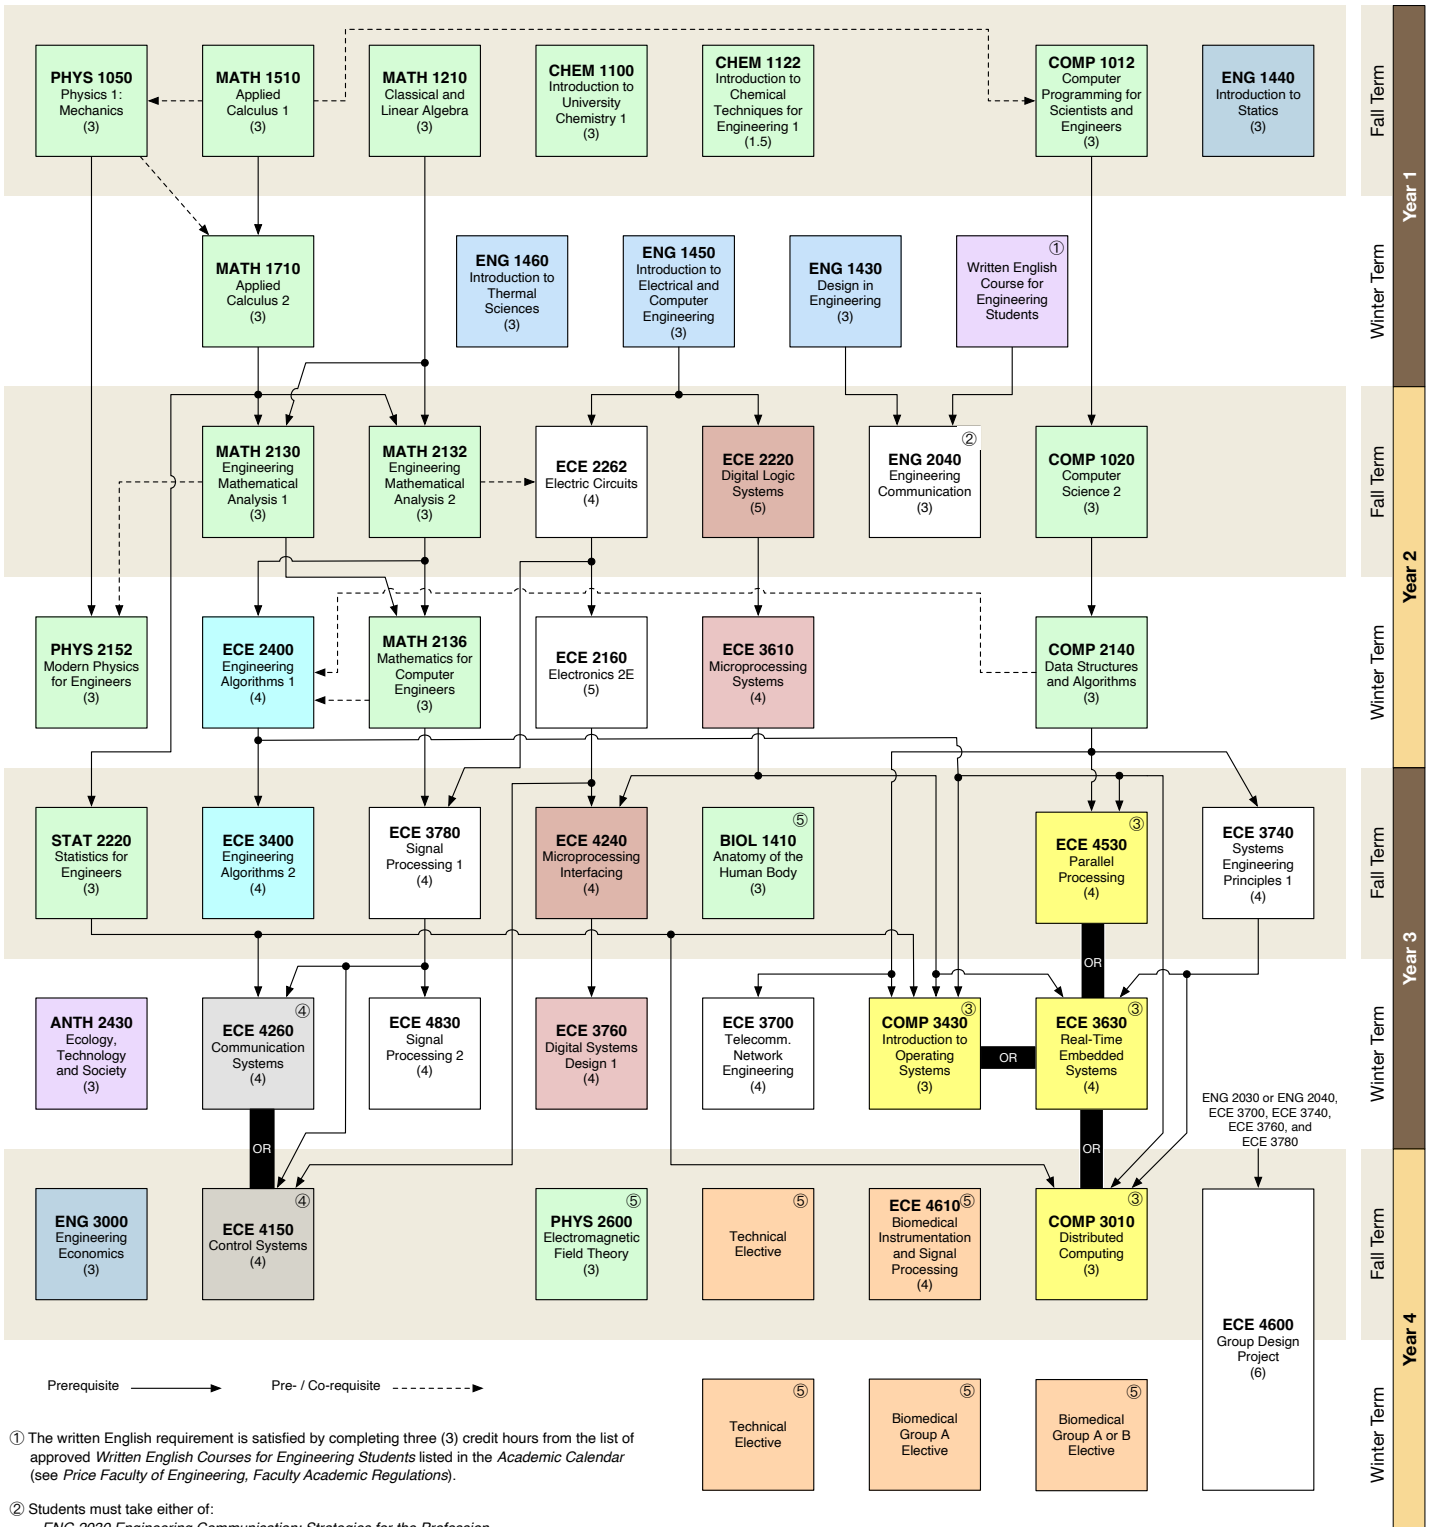 PHYS 1050
Physics 1:
Mechanics
(3)
MATH 1510
Applied
Calculus 1
(3)
MATH 1210
Classical and
Linear Algebra
(3)
CHEM 1100
Introduction to
University
Chemistry 1
(3)
CHEM 1122
Introduction to
Chemical
Techniques for
Engineering 1
(1.5)
COMP 1012
Computer
Programming for
Scientists and
Engineers
(3)
ENG 1440
Introduction to
Statics
(3)
Fall Term
Year 1
MATH 1710
Applied
Calculus 2
(3)
ENG 1460
Introduction to
Thermal
Sciences
(3)
ENG 1450
Introduction to
Electrical and
Computer
Engineering
(3)
ENG 1430
Design in
Engineering
(3)
①
Written English
Course for
Engineering
Students
Winter Term
MATH 2130
Engineering
Mathematical
Analysis 1
(3)
MATH 2132
Engineering
Mathematical
Analysis 2
(3)
ECE 2262
Electric Circuits
(4)
ECE 2220
Digital Logic
Systems
(5)
②
ENG 2040
Engineering
Communication
(3)
COMP 1020
Computer
Science 2
(3)
Fall Term
Year 2
PHYS 2152
Modern Physics
for Engineers
(3)
ECE 2400
Engineering
Algorithms 1
(4)
MATH 2136
Mathematics for
Computer
Engineers
(3)
ECE 2160
Electronics 2E
(5)
ECE 3610
Microprocessing
Systems
(4)
COMP 2140
Data Structures
and Algorithms
(3)
Winter Term
STAT 2220
Statistics for
Engineers
(3)
ECE 3400
Engineering
Algorithms 2
(4)
ECE 3780
Signal
Processing 1
(4)
ECE 4240
Microprocessing
Interfacing
(4)
⑤
BIOL 1410
Anatomy of the
Human Body
(3)
③
ECE 4530
Parallel
Processing
(4)
ECE 3740
Systems
Engineering
Principles 1
(4)
Fall Term
Year 3
OR
ANTH 2430
Ecology,
Technology
and Society
(3)
④
ECE 4260
Communication
Systems
(4)
ECE 4830
Signal
Processing 2
(4)
ECE 3760
Digital Systems
Design 1
(4)
ECE 3700
Telecomm.
Network
Engineering
(4)
③
COMP 3430
Introduction to
Operating
Systems
(3)
OR
③
ECE 3630
Real-Time
Embedded
Systems
(4)
Winter Term
ENG 2030 or ENG 2040,
ECE 3700, ECE 3740,
ECE 3760, and
ECE 3780
OR
OR
ENG 3000
Engineering
Economics
(3)
④
ECE 4150
Control Systems
(4)
⑤
PHYS 2600
Electromagnetic
Field Theory
(3)
⑤
Technical
Elective
⑤
ECE 4610
Biomedical
Instrumentation
and Signal
Processing
(4)
③
COMP 3010
Distributed
Computing
(3)
ECE 4600
Group Design
Project
(6)
Fall Term
Year 4
Prerequisite
Pre- / Co-requisite
⑤
Technical
Elective
⑤
Biomedical
Group A
Elective
⑤
Biomedical
Group A or B
Elective
Winter Term
① The written English requirement is satisfied by completing three (3) credit hours from the list of
approved Written English Courses for Engineering Students listed in the Academic Calendar
(see Price Faculty of Engineering, Faculty Academic Regulations).
② Students must take either of:
ENG 2030 Engineering Communication: Strategies for the Profession